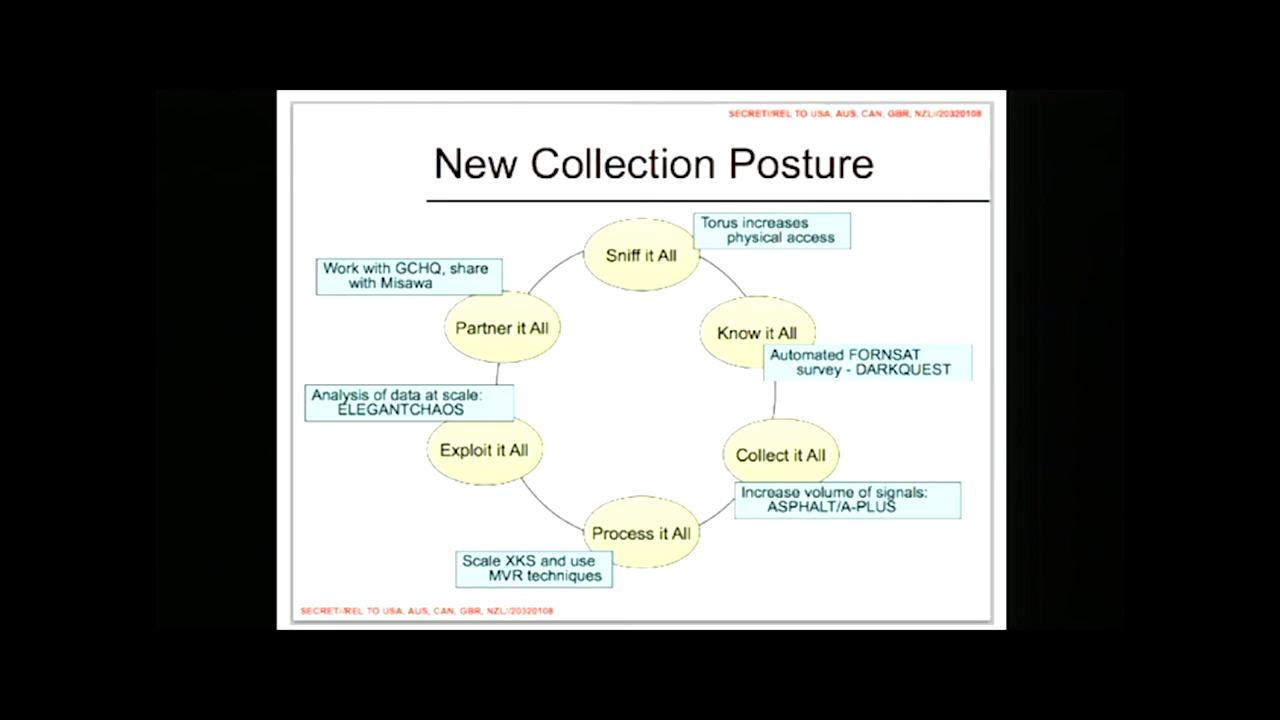 SECRET//REL TO USA, AUS, CAN, GBR, NZL//20320108
New Collection Posture
Torus increases
physical access
Sniff it All
Work with GCHQ, share
with Misawa
Partner it All
Know it All
Automated FORNSAT
survey - DARKQUEST
Analysis of data at scale:
ELEGANTCHAOS
Exploit it All
Collect it All
Increase volume of signals:
ASPHALT/A-PLUS
Process it All
Scale XKS and use
MVR techniques
SECRET//REL TO USA, AUS, CAN, GBR, NZL//20320108